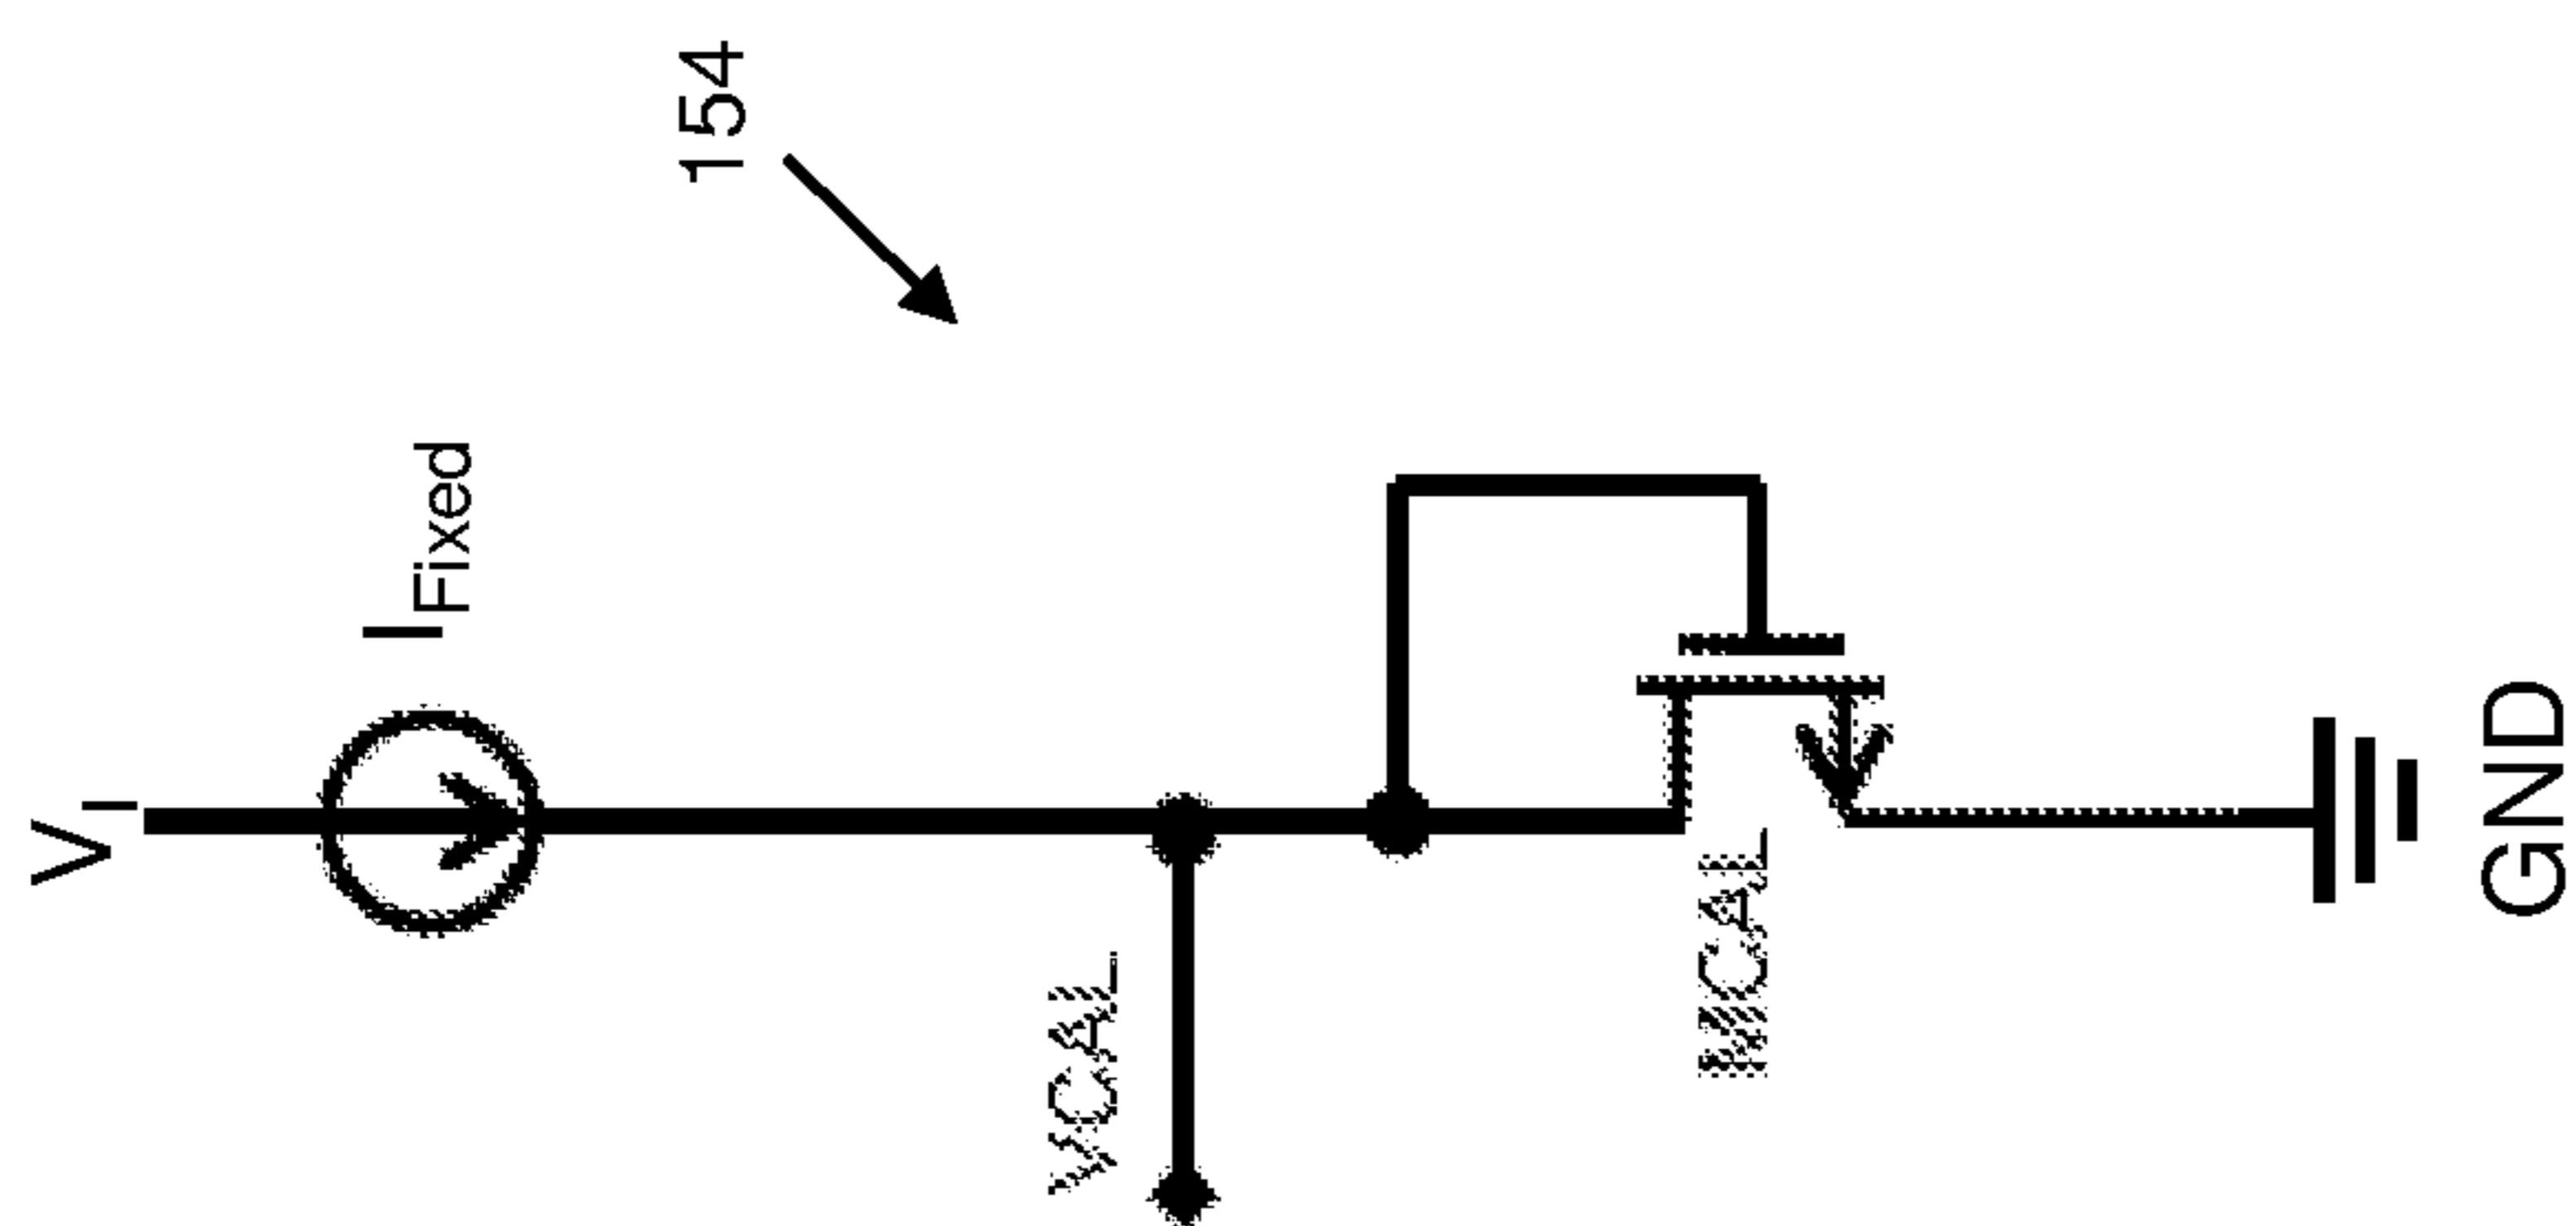 154
V_I
I_Fixed
VCAL
MCAL
GND